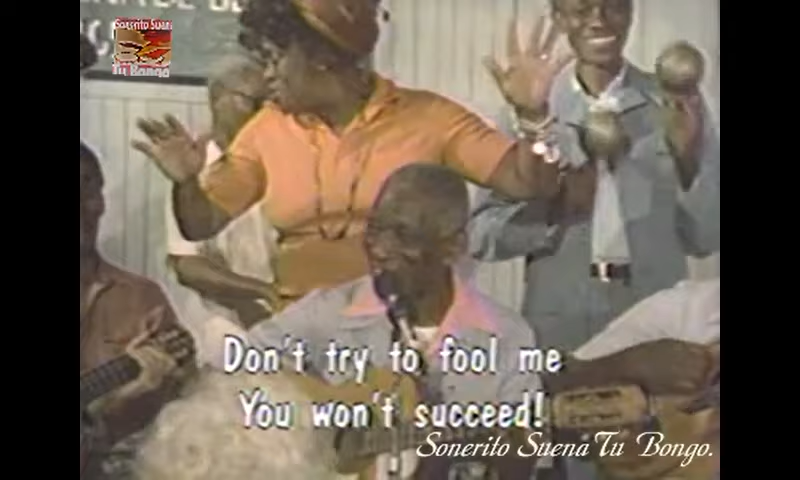 Sonerito Suena
Tu Bongo
Don't try to fool me
You won't succeed!
Sonerito Suena Tu Bongo.